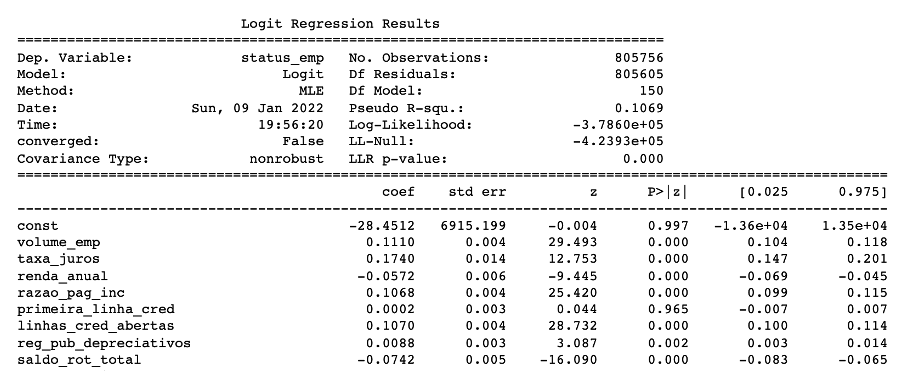 Logit Regression Results
==============================================================================
Dep. Variable: status_emp No. Observations: 805756
Model: Logit Df Residuals: 805605
Method: MLE Df Model: 150
Date: Sun, 09 Jan 2022 Pseudo R-squ.: 0.1069
Time: 19:56:20 Log-Likelihood: -3.7860e+05
converged: False LL-Null: -4.2393e+05
Covariance Type: nonrobust LLR p-value: 0.000
==============================================================================
coef std err z P>|z| [0.025 0.975]
------------------------------------------------------------------------------
const -28.4512 6915.199 -0.004 0.997 -1.36e+04 1.35e+04
volume_emp 0.1110 0.004 29.493 0.000 0.104 0.118
taxa_juros 0.1740 0.014 12.753 0.000 0.147 0.201
renda_anual -0.0572 0.006 -9.445 0.000 -0.069 -0.045
razao_pag_inc 0.1068 0.004 25.420 0.000 0.099 0.115
primeira_linha_cred 0.0002 0.003 0.044 0.965 -0.007 0.007
linhas_cred_abertas 0.1070 0.004 28.732 0.000 0.100 0.114
reg_pub_depreciativos 0.0088 0.003 3.087 0.002 0.003 0.014
saldo_rot_total -0.0742 0.005 -16.090 0.000 -0.083 -0.065